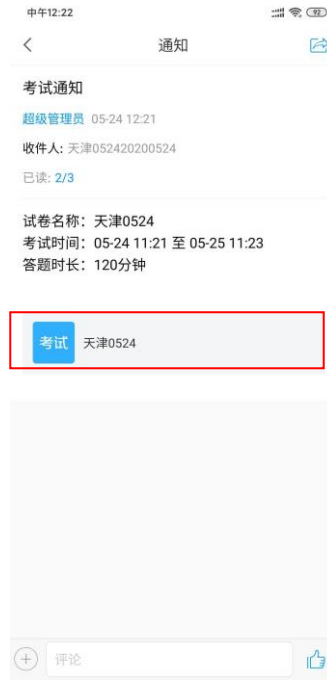 中午12:22
92
通知
考试通知
超级管理员 05-24 12:21
收件人: 天津052420200524
已读: 2/3
试卷名称：天津0524
考试时间：05-24 11:21 至 05-25 11:23
答题时长：120分钟
考试 天津0524
评论